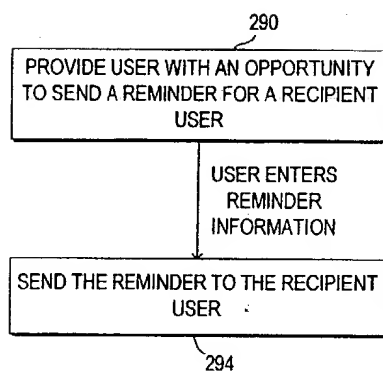 290
PROVIDE USER WITH AN OPPORTUNITY
TO SEND A REMINDER FOR A RECIPIENT
USER
USER ENTERS
REMINDER
INFORMATION
SEND THE REMINDER TO THE RECIPIENT
USER
294